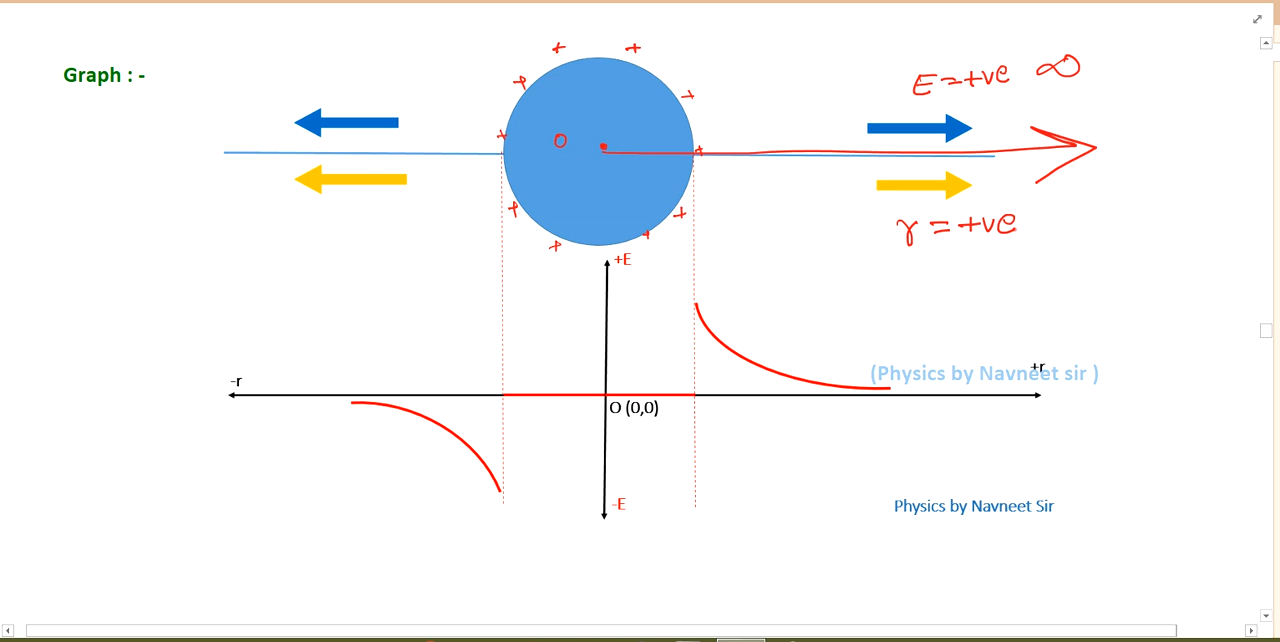 Graph : -
E=+ve ∞
O
r = +ve
+E
-r
+r
(Physics by Navneet sir )
O (0,0)
-E
Physics by Navneet Sir